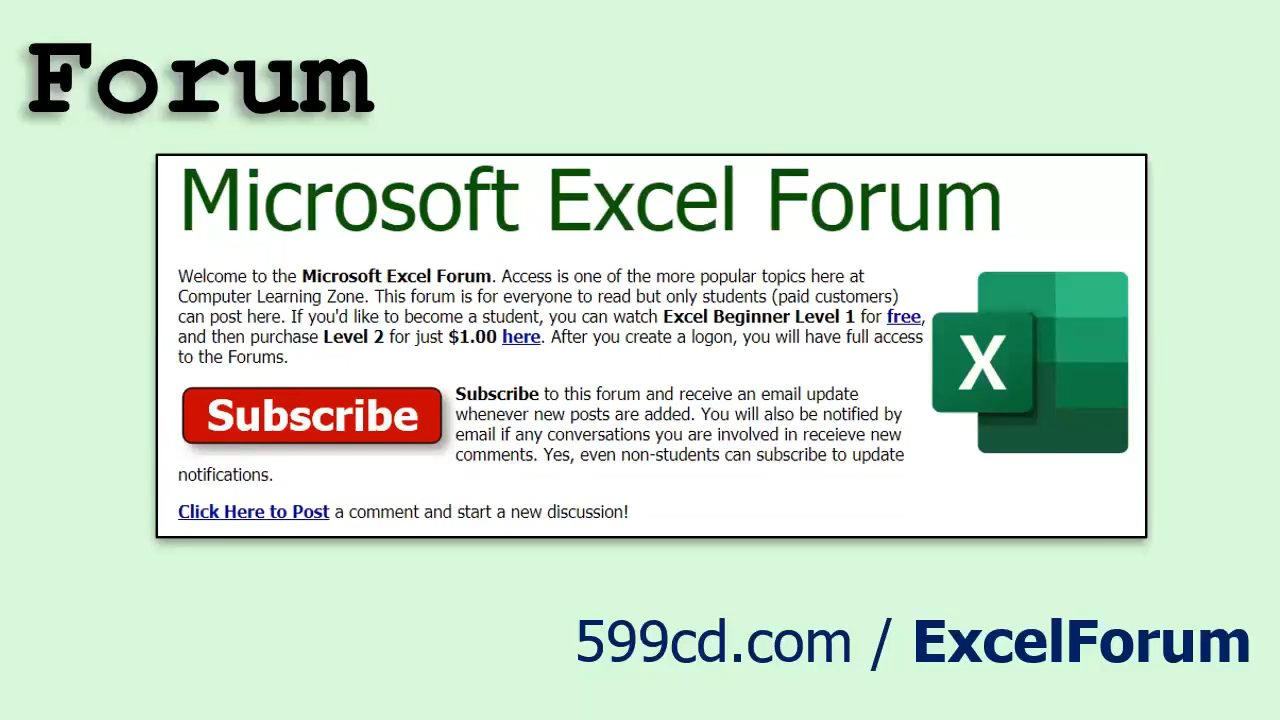 Forum
Microsoft Excel Forum
Welcome to the Microsoft Excel Forum. Access is one of the more popular topics here at
Computer Learning Zone. This forum is for everyone to read but only students (paid customers)
can post here. If you'd like to become a student, you can watch Excel Beginner Level 1 for free,
and then purchase Level 2 for just $1.00 here. After you create a logon, you will have full access
to the Forums.
X
Subscribe
Subscribe to this forum and receive an email update
whenever new posts are added. You will also be notified by
email if any conversations you are involved in receieve new
comments. Yes, even non-students can subscribe to update
notifications.
Click Here to Post a comment and start a new discussion!
599cd.com / ExcelForum